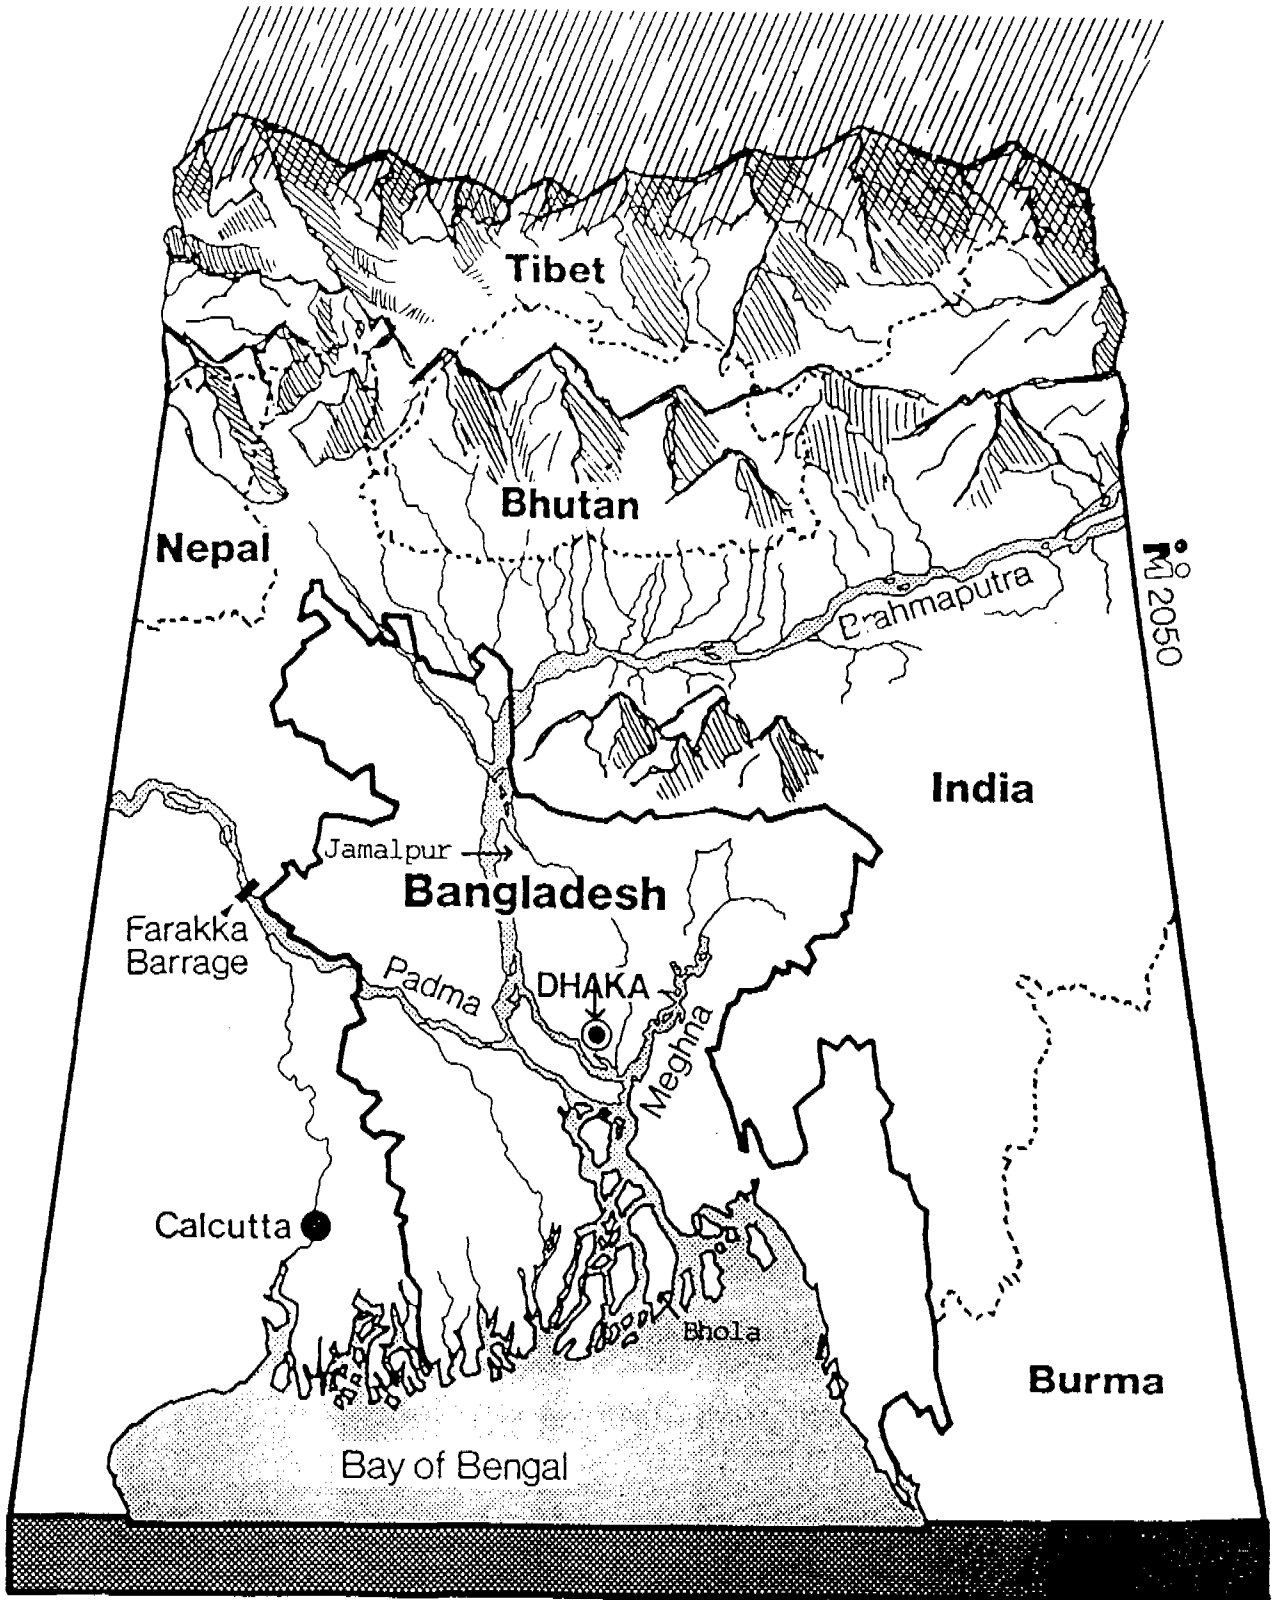 Tibet
Bhutan
Nepal
Brahmaputra
2050
India
Jamalpur
Bangladesh
Farakka
Barrage
Padma
DHAKA
Meghna
Calcutta
Bhola
Burma
Bay of Bengal